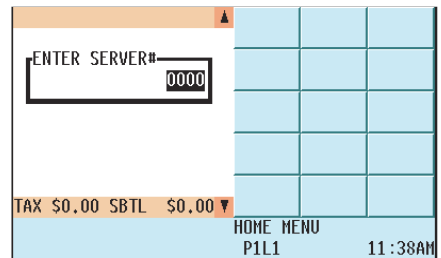 ENTER SERVER#
0000
TAX $0.00 SBTL $0.00
HOME MENU
P1L1 11:38AM